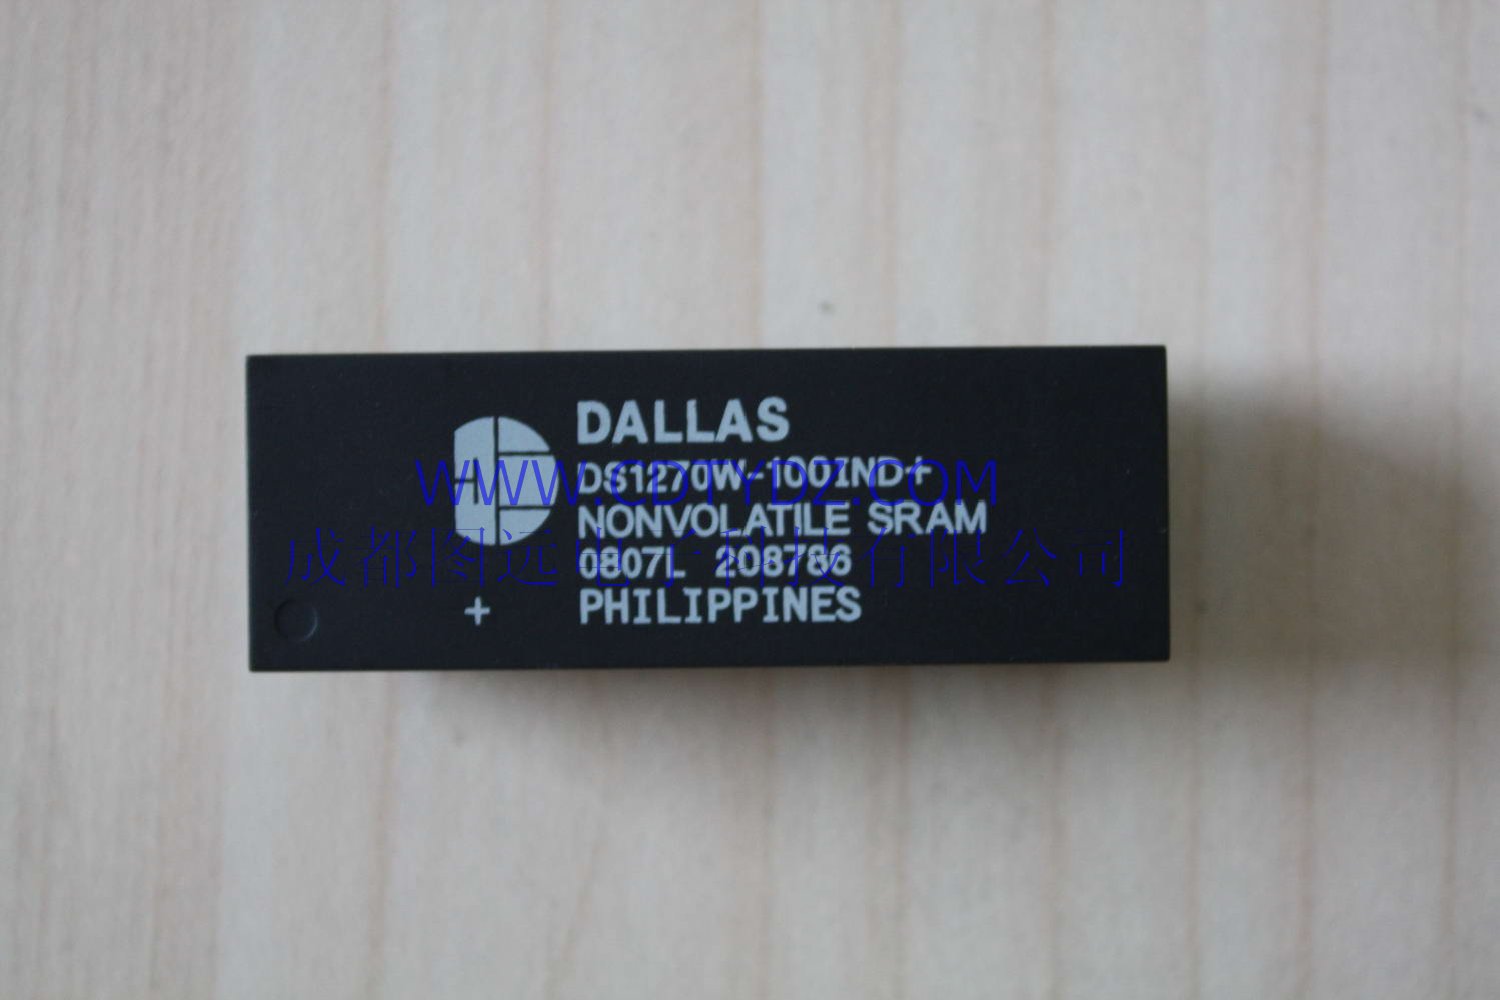 DALLAS
DS1270W-100IND+
WWW.CDTYDZ.COM
NONVOLATILE SRAM
成都图远电子科技有限公司
0807L 208786
+ PHILIPPINES